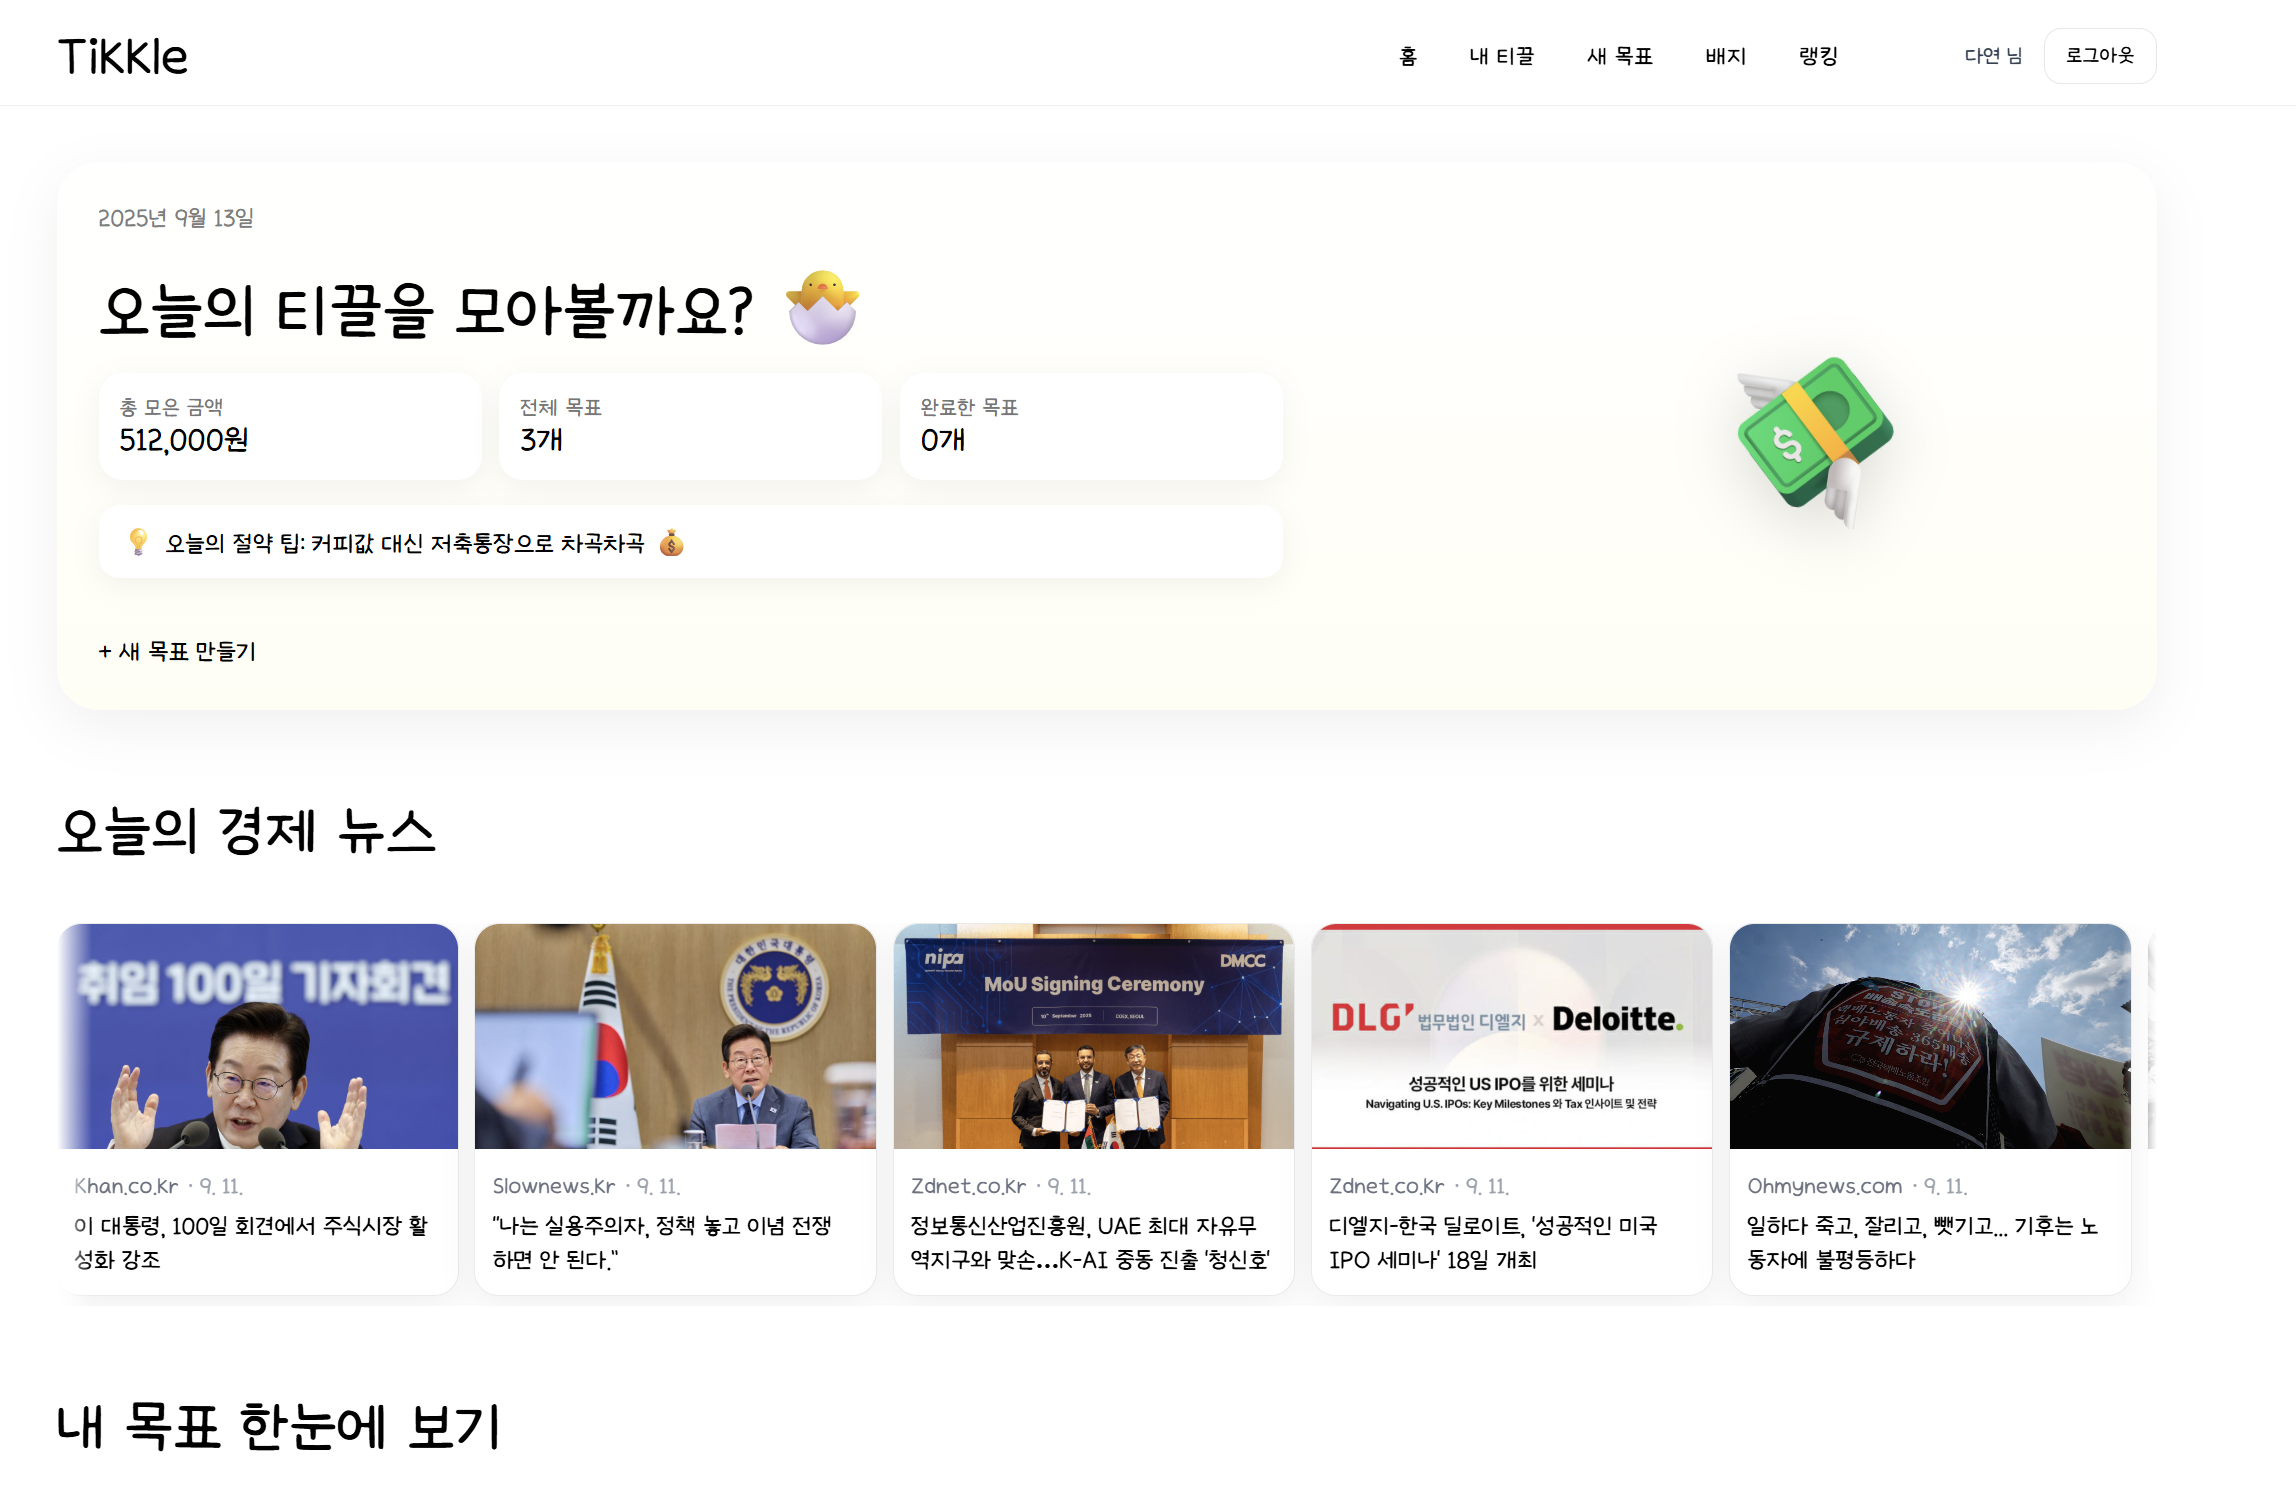 TiKKle
홈 내 티끌 새 목표 배지 랭킹 다연 님 로그아웃
2025년 9월 13일
오늘의 티끌을 모아볼까요?
총 모은 금액 전체 목표 완료한 목표
512,000원 3개 0개
오늘의 절약 팁: 커피값 대신 저축통장으로 차곡차곡
+ 새 목표 만들기
오늘의 경제 뉴스
취임 100일 기자회견
Khan.co.kr · 9. 11.
이 대통령, 100일 회견에서 주식시장 활
성화 강조
Slownews.kr · 9. 11.
"나는 실용주의자, 정책 놓고 이념 전쟁
하면 안 된다."
nipa DMCC
MoU Signing Ceremony
10th September 2025 COEX, SEOUL
Zdnet.co.kr · 9. 11.
정보통신산업진흥원, UAE 최대 자유무
역지구와 맞손...K-AI 중동 진출 '청신호'
DLG' 법무법인 디엘지 x Deloitte.
성공적인 US IPO를 위한 세미나
Navigating U.S. IPOs: Key Milestones 와 Tax 인사이트 및 전략
Zdnet.co.kr · 9. 11.
디엘지-한국 딜로이트, '성공적인 미국
IPO 세미나' 18일 개최
STOP
규제하라!
Ohmynews.com · 9. 11.
일하다 죽고, 잘리고, 뺏기고... 기후는 노
동자에 불평등하다
내 목표 한눈에 보기